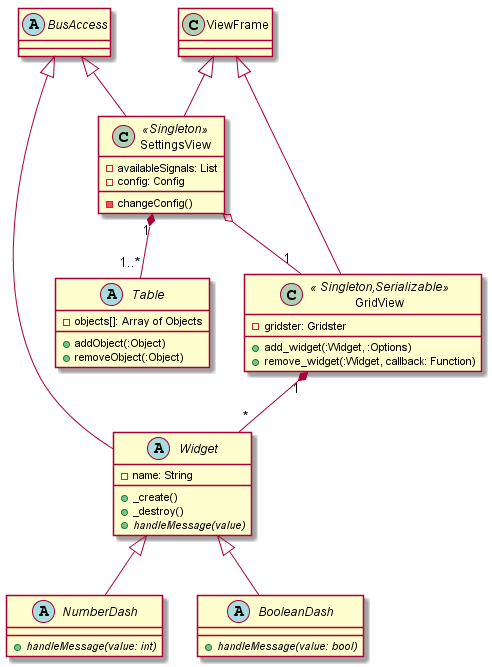 A BusAccess
C ViewFrame
C «Singleton»
SettingsView
availableSignals: List
config: Config
changeConfig()
1
1..*
1
A Table
objects[]: Array of Objects
addObject(:Object)
removeObject(:Object)
C « Singleton,Serializable»
GridView
gridster: Gridster
add_widget(:Widget, :Options)
remove_widget(:Widget, callback: Function)
1
*
A Widget
name: String
_create()
_destroy()
handleMessage(value)
A NumberDash
handleMessage(value: int)
A BooleanDash
handleMessage(value: bool)